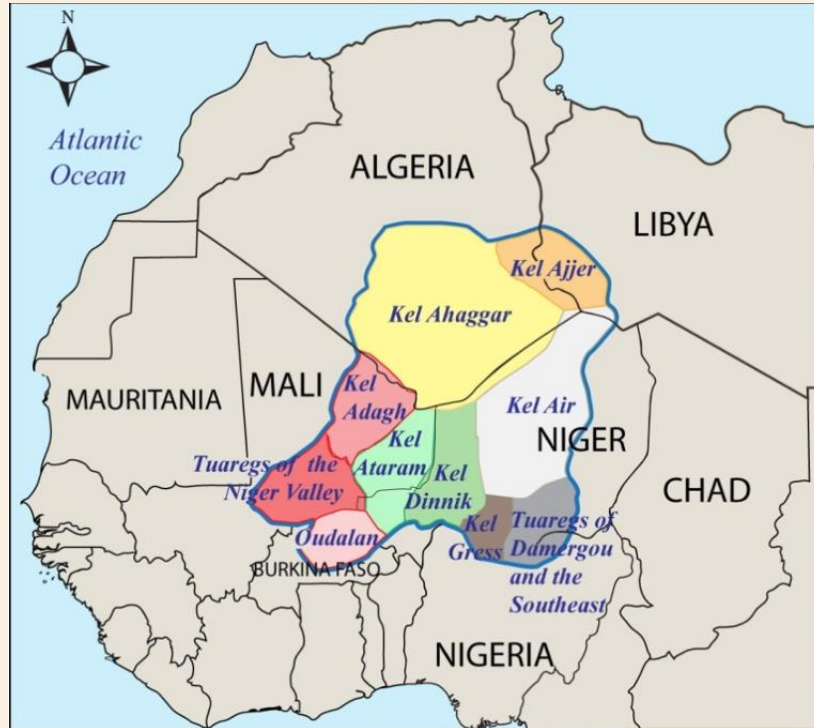 N
Atlantic
Ocean
ALGERIA
LIBYA
Kel Ajjer
Kel Ahaggar
MAURITANIA
MALI
Kel
Adagh
Kel Air
NIGER
Kel
Ataram
Tuaregs of the
Niger Valley
Kel
Dinnik
CHAD
Oudalan
Kel
Gress
Tuaregs of
Damergou
and the
Southeast
BURKINA FASO
NIGERIA